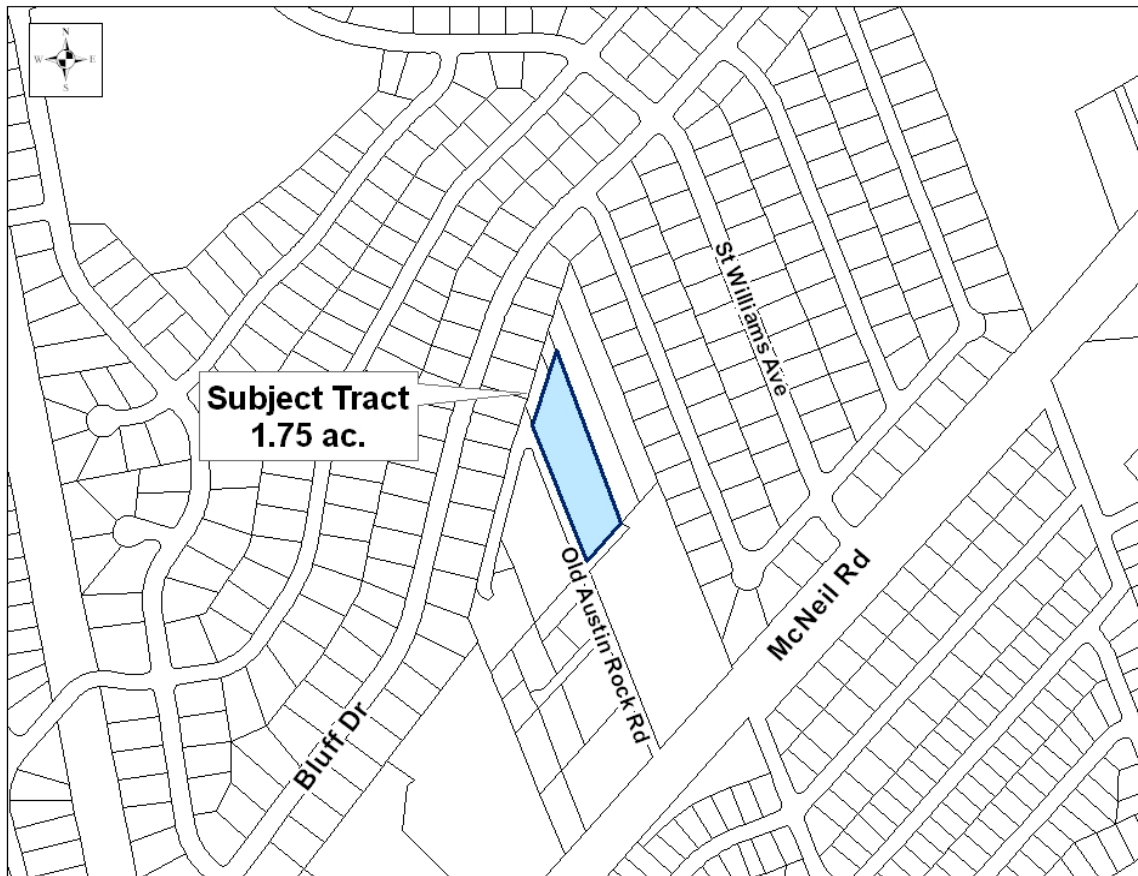 N
W E
S
St Williams Ave
Subject Tract
1.75 ac.
Old Austin Rock Rd
McNeil Rd
Bluff Dr